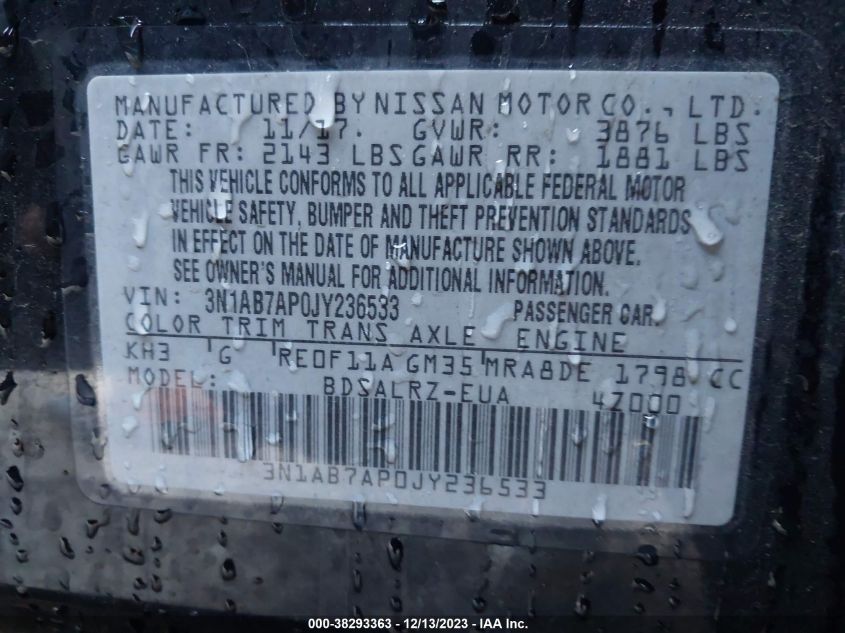 MANUFACTURED BY NISSAN MOTOR CO., LTD.
DATE: 11/17. GVWR: 3876 LBS
GAWR FR: 2143 LBS GAWR RR: 1881 LBS
THIS VEHICLE CONFORMS TO ALL APPLICABLE FEDERAL MOTOR
VEHICLE SAFETY, BUMPER AND THEFT PREVENTION STANDARDS
IN EFFECT ON THE DATE OF MANUFACTURE SHOWN ABOVE.
SEE OWNER'S MANUAL FOR ADDITIONAL INFORMATION.
VIN: 3N1AB7AP0JY236533 PASSENGER CAR.
COLOR TRIM TRANS AXLE ENGINE
KH3 G RE0F11A GM35 MRA8DE 1798 CC
MODEL: BDSALRZ-EUA 4Z000
3N1AB7AP0JY236533
000-38293363 - 12/13/2023 - IAA Inc.